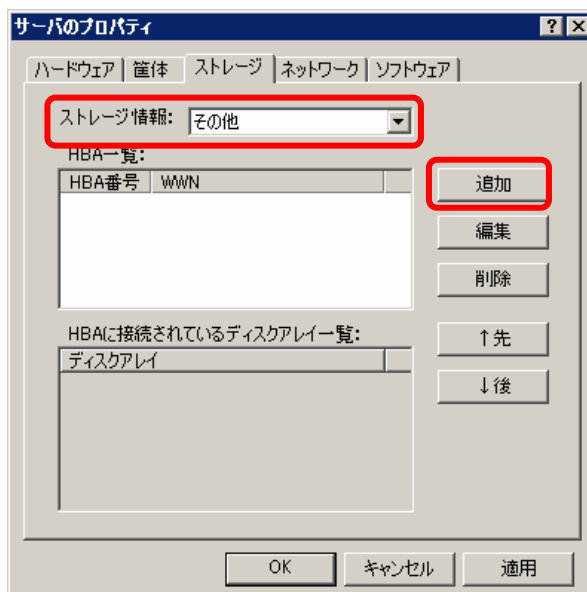 サーバのプロパティ
ハードウェア 筐体 ストレージ ネットワーク ソフトウェア
ストレージ情報: その他
HBA一覧:
HBA番号 WWN
追加
編集
削除
HBAに接続されているディスクアレイ一覧:
ディスクアレイ
↑先
↓後
OK キャンセル 適用